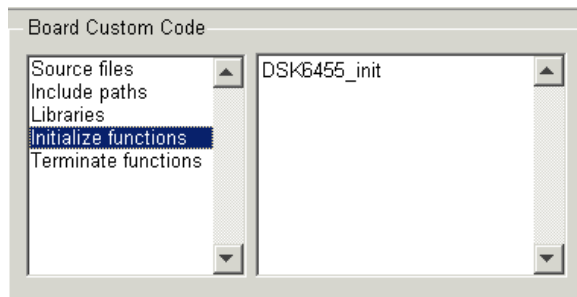 Board Custom Code
Source files
Include paths
Libraries
Initialize functions
Terminate functions
DSK6455_init